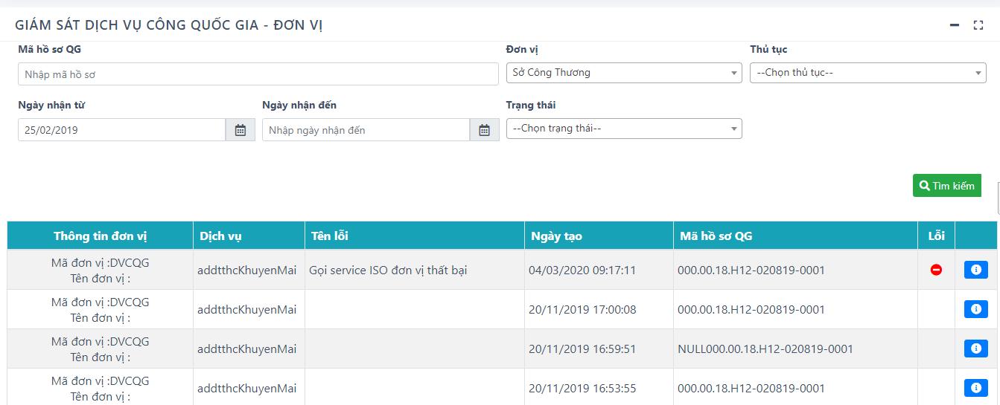 GIÁM SÁT DỊCH VỤ CÔNG QUỐC GIA - ĐƠN VỊ
Mã hồ sơ QG
Đơn vị
Thủ tục
Nhập mã hồ sơ
Sở Công Thương
--Chọn thủ tục--
Ngày nhận từ
Ngày nhận đến
Trạng thái
25/02/2019
Nhập ngày nhận đến
--Chọn trạng thái--
Tìm kiếm
Thông tin đơn vị Dịch vụ Tên lỗi Ngày tạo Mã hồ sơ QG Lỗi
Mã đơn vị :DVCQG
Tên đơn vị :
addtthcKhuyenMai Gọi service ISO đơn vị thất bại 04/03/2020 09:17:11 000.00.18.H12-020819-0001
Mã đơn vị :DVCQG
Tên đơn vị :
addtthcKhuyenMai 20/11/2019 17:00:08 000.00.18.H12-020819-0001
Mã đơn vị :DVCQG
Tên đơn vị :
addtthcKhuyenMai 20/11/2019 16:59:51 NULL000.00.18.H12-020819-0001
Mã đơn vị :DVCQG
Tên đơn vị :
addtthcKhuyenMai 20/11/2019 16:53:55 000.00.18.H12-020819-0001